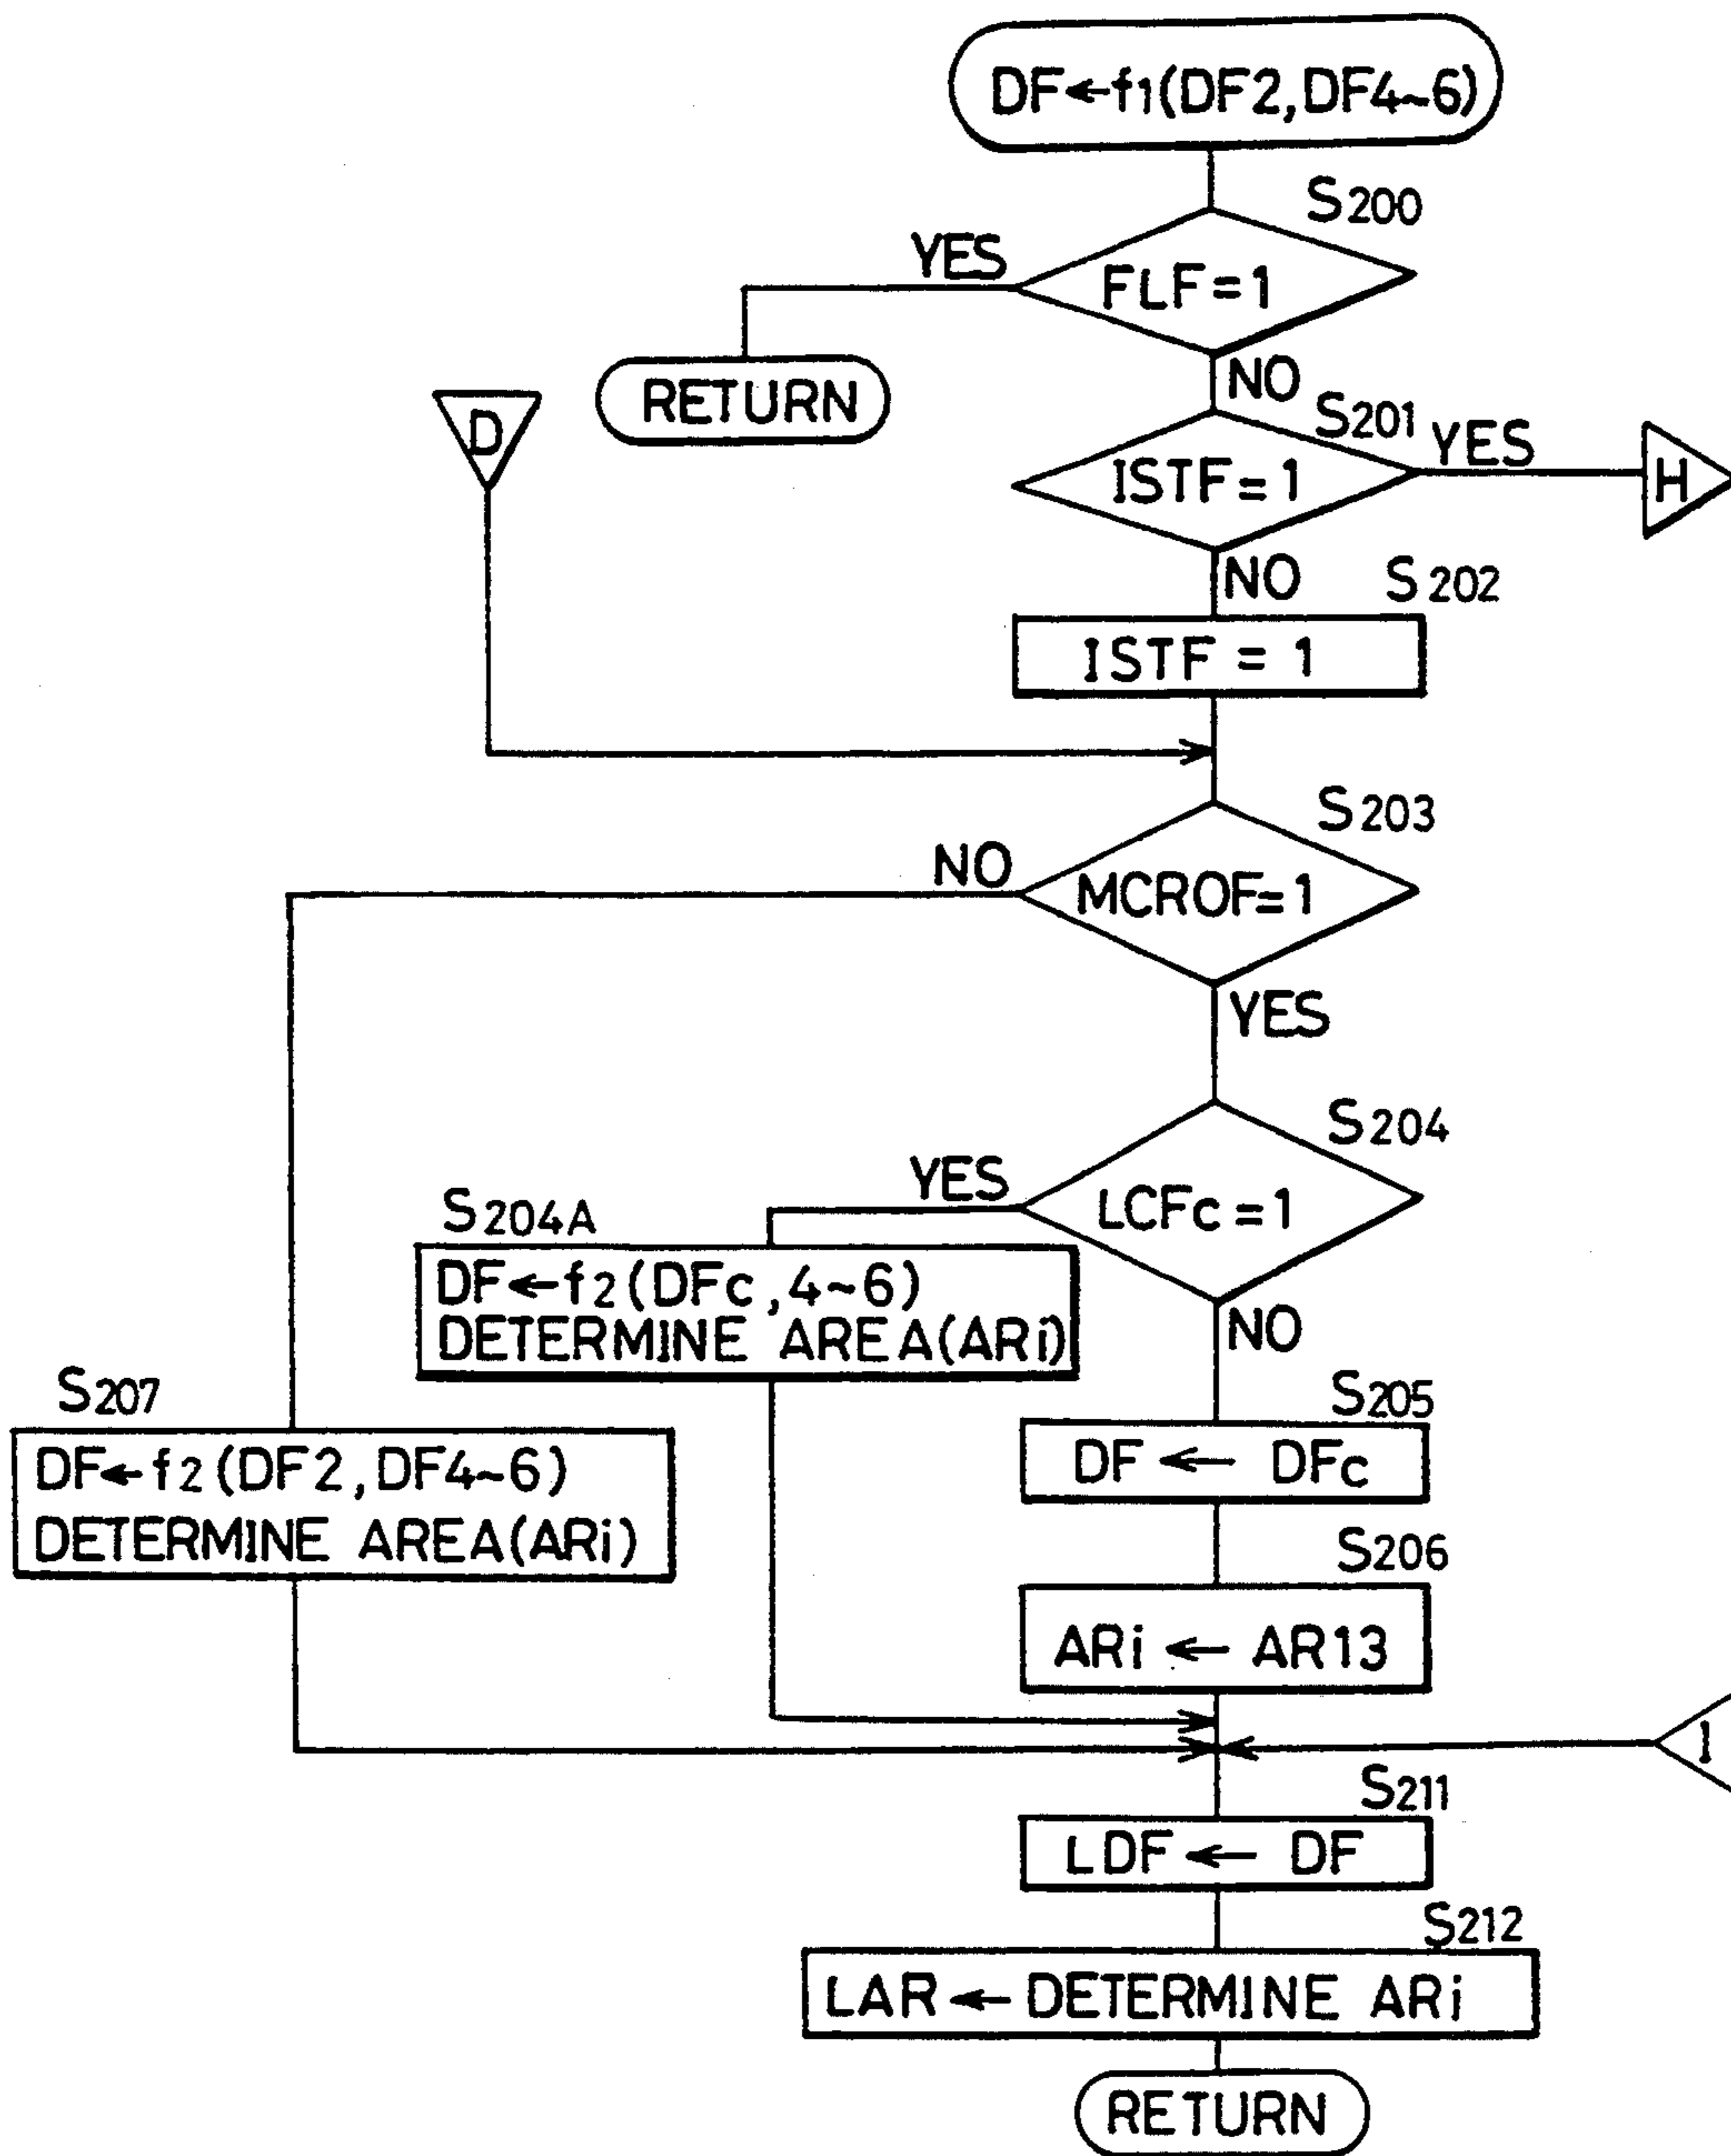 DF←f1(DF2,DF4~6)
S200
YES
FLF=1
RETURN
NO
D
S201
YES
ISTF=1
H
NO
S202
ISTF = 1
S203
NO
MCROF=1
YES
S204
YES
LCFc=1
S204A
DF←f2(DFc,4~6)
DETERMINE AREA(ARi)
NO
S207
S205
DF←f2(DF2,DF4~6)
DETERMINE AREA(ARi)
DF ← DFc
S206
ARi ← AR13
I
S211
LDF ← DF
S212
LAR ← DETERMINE ARi
RETURN